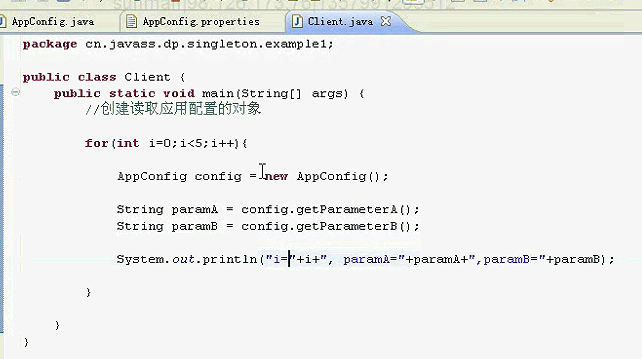 AppConfig.java AppConfig.properties Client.java
package cn.javass.dp.singleton.example1;
public class Client {
public static void main(String[] args) {
//创建读取应用配置的对象
for(int i=0;i<5;i++){
AppConfig config = new AppConfig();
String paramA = config.getParameterA();
String paramB = config.getParameterB();
System.out.println("i="+i+", paramA="+paramA+",paramB="+paramB);
}
}
}